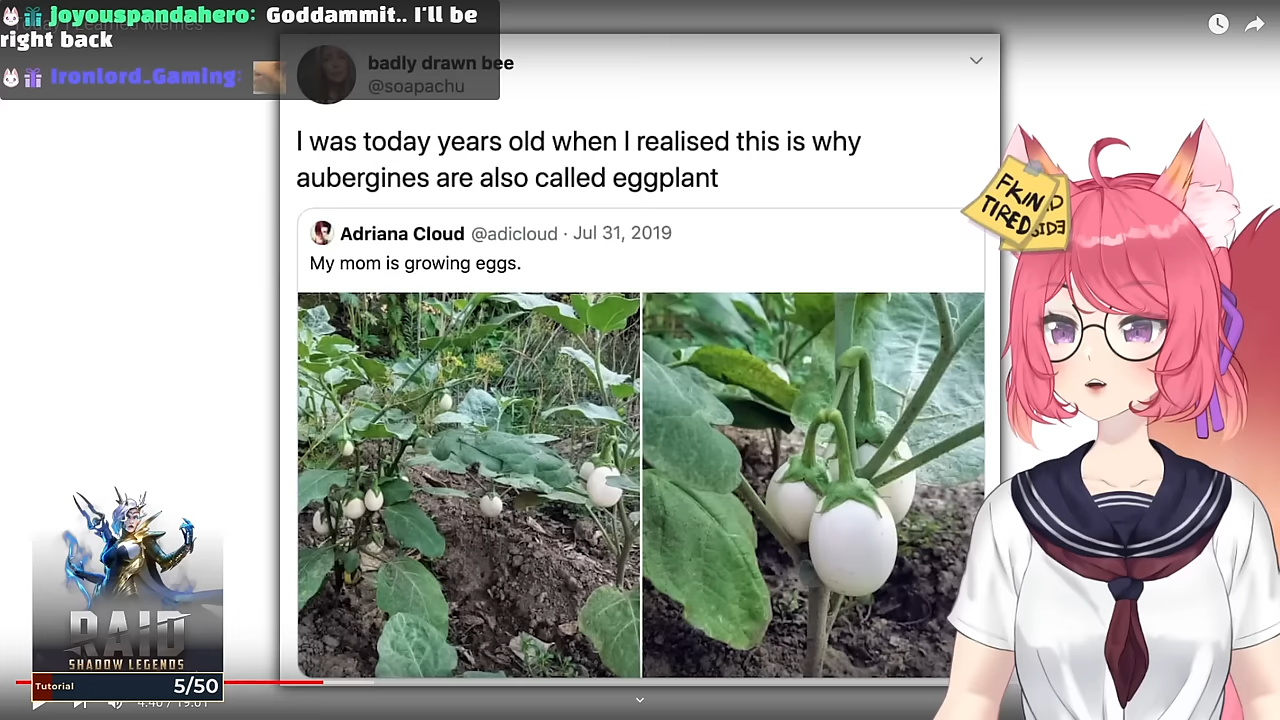 joyouspandahero: Goddammit.. I'll be
right back
Ironlord_Gaming:
badly drawn bee
@soapachu
I was today years old when I realised this is why
aubergines are also called eggplant
Adriana Cloud @adicloud · Jul 31, 2019
My mom is growing eggs.
FKIN
TIRED
RAID
SHADOW LEGENDS
Tutorial 5/50